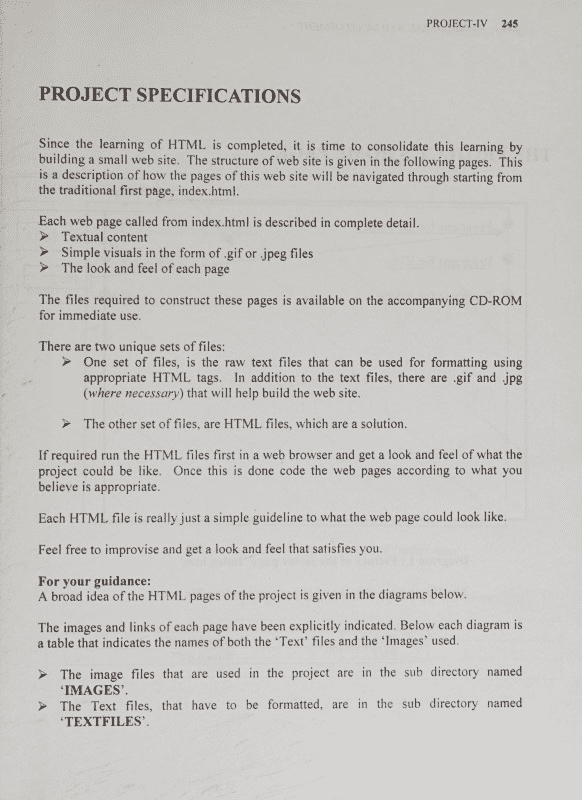 PROJECT-IV 245
PROJECT SPECIFICATIONS
Since the learning of HTML is completed, it is time to consolidate this learning by
building a small web site. The structure of web site is given in the following pages. This
is a description of how the pages of this web site will be navigated through starting from
the traditional first page, index.html.
Each web page called from index.html is described in complete detail.
➢ Textual content
➢ Simple visuals in the form of .gif or .jpeg files
➢ The look and feel of each page
The files required to construct these pages is available on the accompanying CD-ROM
for immediate use.
There are two unique sets of files:
➢ One set of files, is the raw text files that can be used for formatting using
appropriate HTML tags. In addition to the text files, there are .gif and .jpg
(where necessary) that will help build the web site.
➢ The other set of files, are HTML files, which are a solution.
If required run the HTML files first in a web browser and get a look and feel of what the
project could be like. Once this is done code the web pages according to what you
believe is appropriate.
Each HTML file is really just a simple guideline to what the web page could look like.
Feel free to improvise and get a look and feel that satisfies you.
For your guidance:
A broad idea of the HTML pages of the project is given in the diagrams below.
The images and links of each page have been explicitly indicated. Below each diagram is
a table that indicates the names of both the 'Text' files and the 'Images' used.
➢ The image files that are used in the project are in the sub directory named
'IMAGES'.
➢ The Text files, that have to be formatted, are in the sub directory named
'TEXTFILES'.